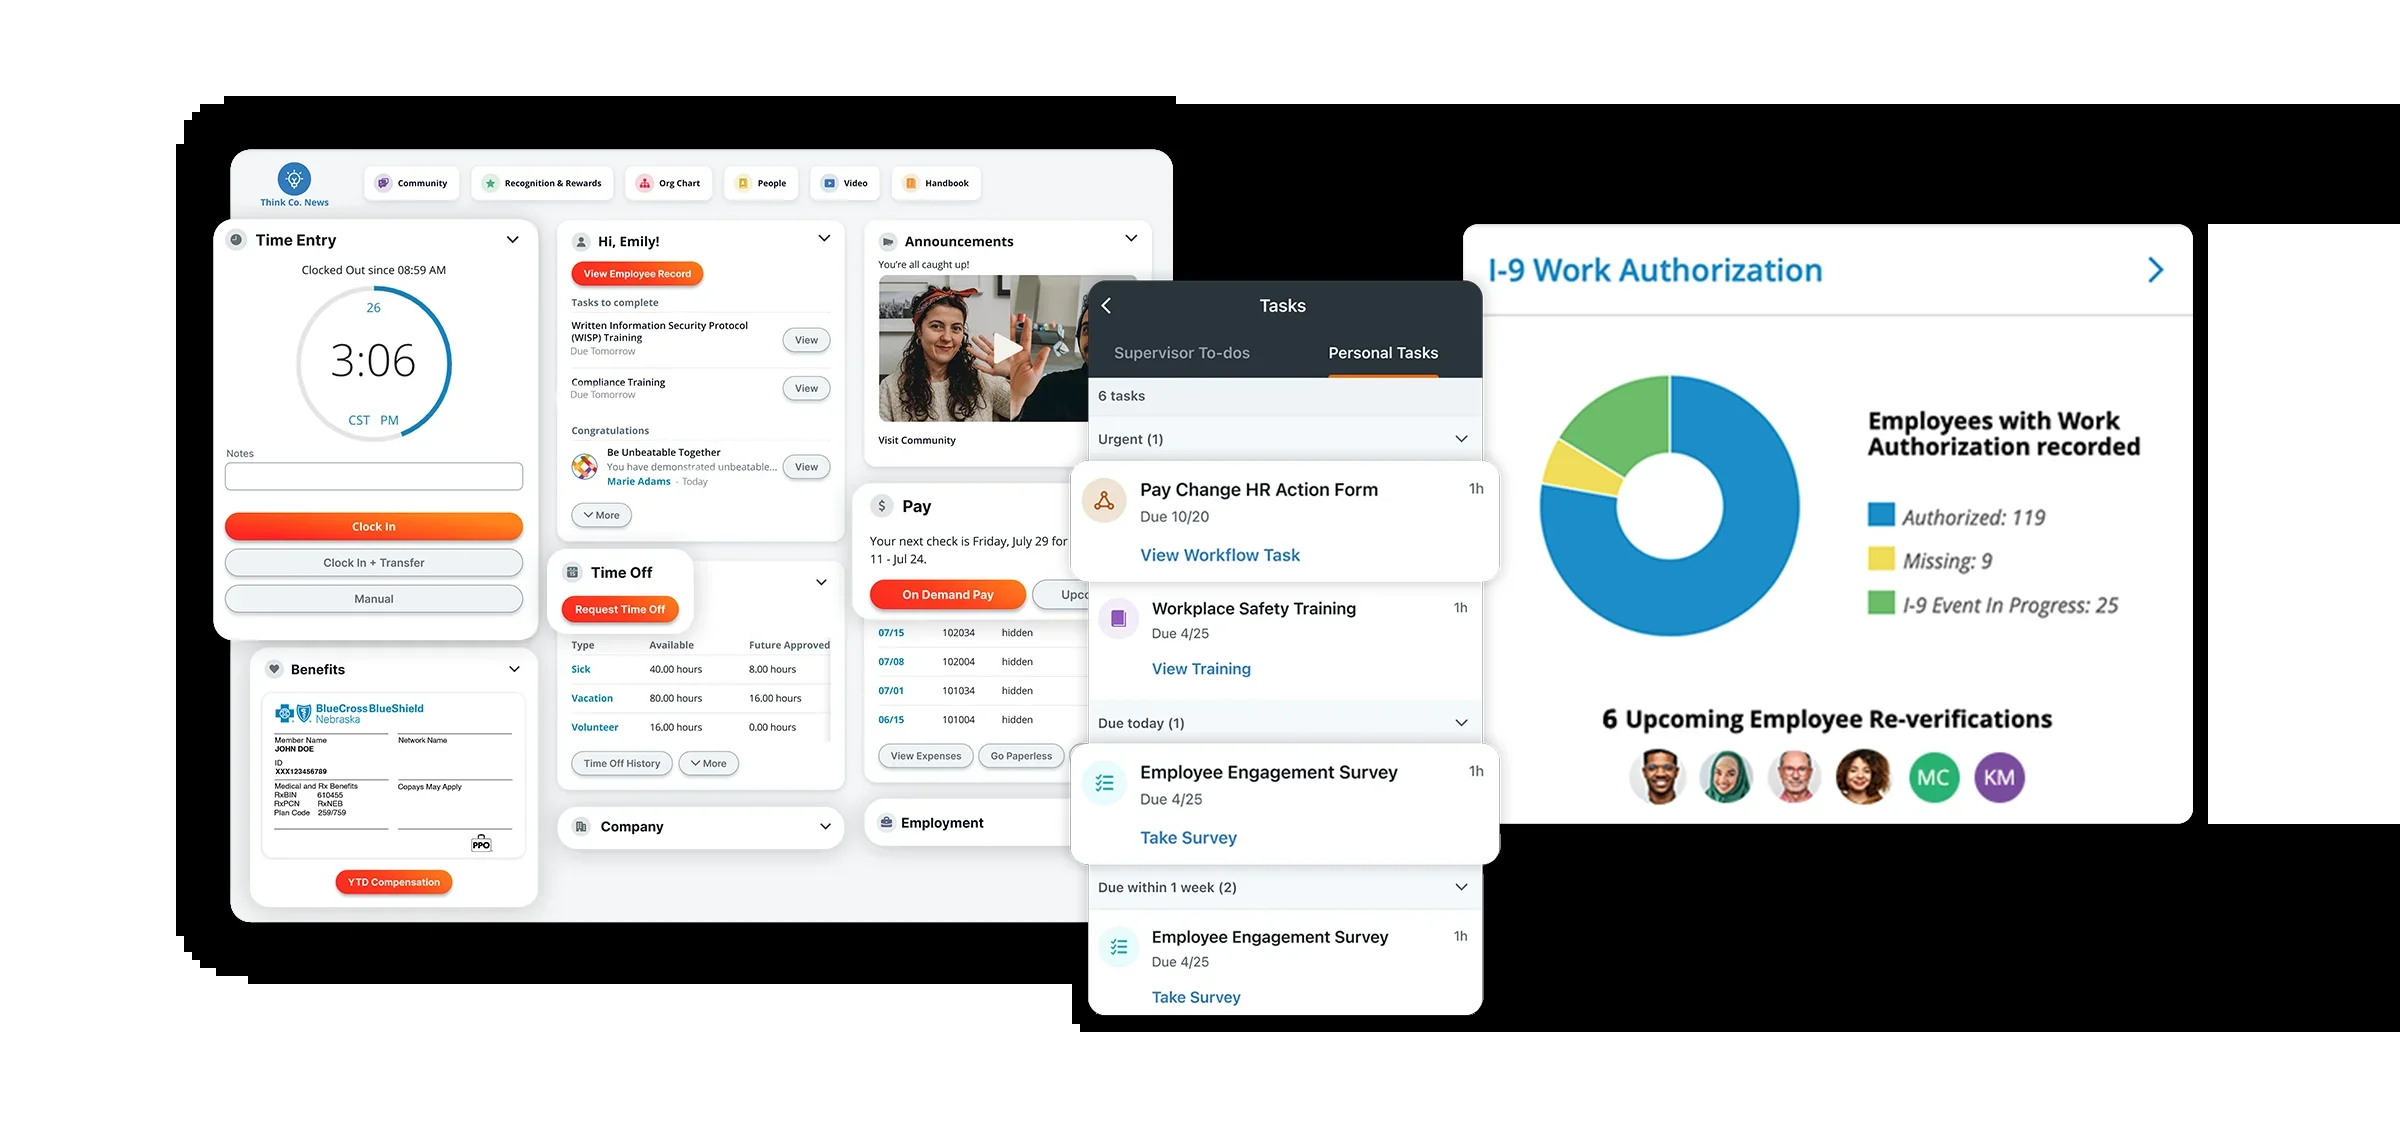 Think Co. News
Community
Recognition & Rewards
Org Chart
People
Video
Handbook
Time Entry
Clocked Out since 08:59 AM
26
3:06
CST PM
Notes
Clock In
Clock In + Transfer
Manual
Benefits
BlueCross BlueShield
Nebraska
Member Name
JOHN DOE
Network Name
ID
XXX123456789
Medical and Rx Benefits
Copays May Apply
RxBIN 610455
RxPCN RxNEB
Plan Code 259/759
PPO
YTD Compensation
Hi, Emily!
View Employee Record
Tasks to complete
Written Information Security Protocol
(WISP) Training
Due Tomorrow
View
Compliance Training
Due Tomorrow
View
Congratulations
Be Unbeatable Together
You have demonstrated unbeatable...
Marie Adams - Today
View
More
Time Off
Request Time Off
Type Available Future Approved
Sick 40.00 hours 8.00 hours
Vacation 80.00 hours 16.00 hours
Volunteer 16.00 hours 0.00 hours
Time Off History
More
Company
Announcements
You're all caught up!
Visit Community
$
Pay
Your next check is Friday, July 29 for
11 - Jul 24.
On Demand Pay
Upco
07/15 102034 hidden
07/08 102004 hidden
07/01 101034 hidden
06/15 101004 hidden
View Expenses
Go Paperless
Employment
Tasks
Supervisor To-dos
Personal Tasks
6 tasks
Urgent (1)
Pay Change HR Action Form 1h
Due 10/20
View Workflow Task
Workplace Safety Training 1h
Due 4/25
View Training
Due today (1)
Employee Engagement Survey 1h
Due 4/25
Take Survey
Due within 1 week (2)
Employee Engagement Survey 1h
Due 4/25
Take Survey
I-9 Work Authorization
Employees with Work
Authorization recorded
Authorized: 119
Missing: 9
I-9 Event In Progress: 25
6 Upcoming Employee Re-verifications
MC
KM